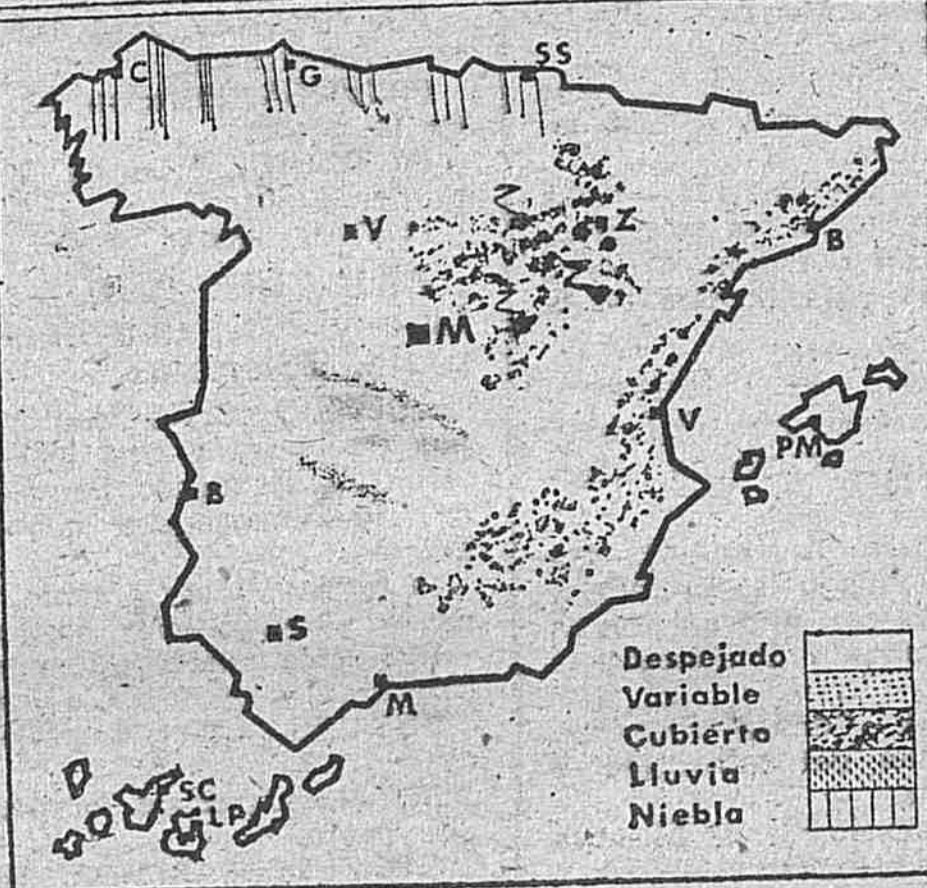 SS
C
G
V
Z
B
M
V
PM
B
S
M
SC
LP
Despejado
Variable
Cubierto
Lluvia
Niebla